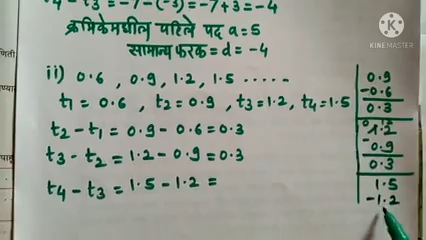 t4 - t3 = -7-(-3) = -7+3 = -4
क्रमिकेमधील पहिले पद a = 5
सामान्य फरक = d = -4
ii) 0.6 , 0.9 , 1.2 , 1.5 .....
t₁ = 0.6 , t₂ = 0.9 , t₃ = 1.2 , t₄ = 1.5
t₂ - t₁ = 0.9 - 0.6 = 0.3
t₃ - t₂ = 1.2 - 0.9 = 0.3
t₄ - t₃ = 1.5 - 1.2 =
0.9
-0.6
0.3
1.2
-0.9
0.3
1.5
-1.2
KINEMASTER